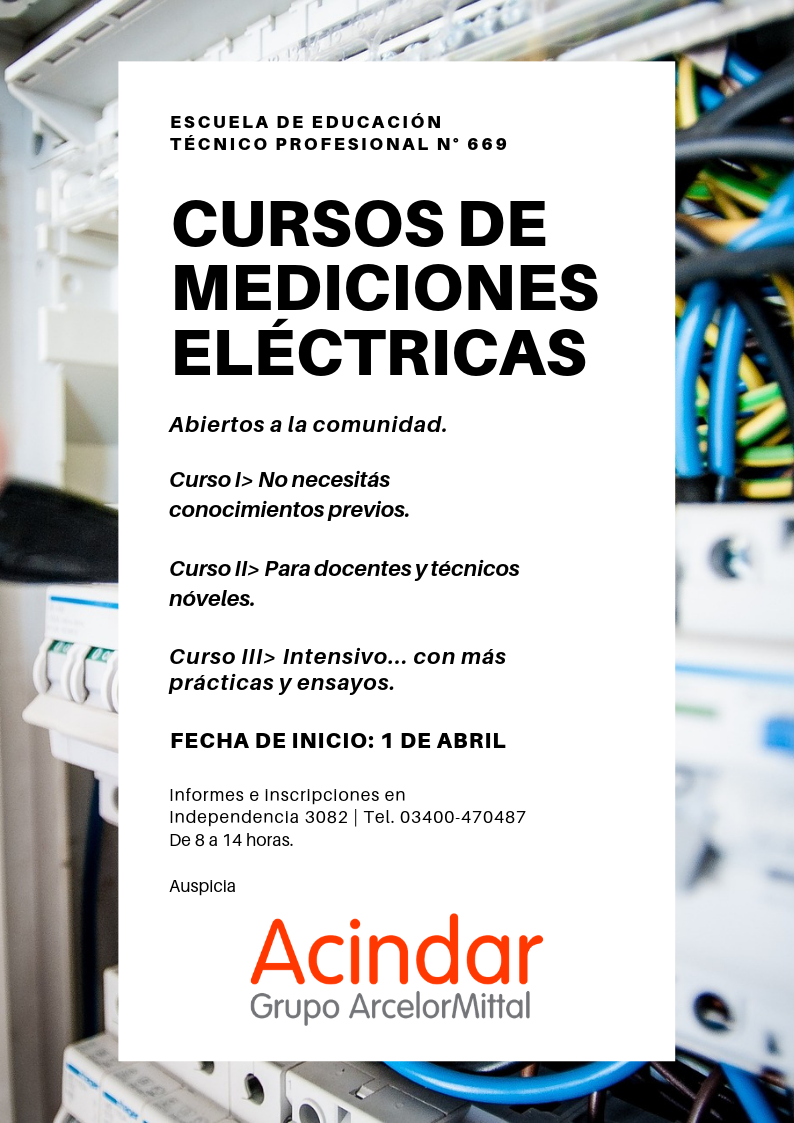 ESCUELA DE EDUCACIÓN
TÉCNICO PROFESIONAL N° 669
CURSOS DE
MEDICIONES
ELÉCTRICAS
Abiertos a la comunidad.
Curso I> No necesitás
conocimientos previos.
Curso II> Para docentes y técnicos
nóveles.
Curso III> Intensivo... con más
prácticas y ensayos.
FECHA DE INICIO: 1 DE ABRIL
Informes e inscripciones en
Independencia 3082 | Tel. 03400-470487
De 8 a 14 horas.
Auspicia
Acindar
Grupo ArcelorMittal